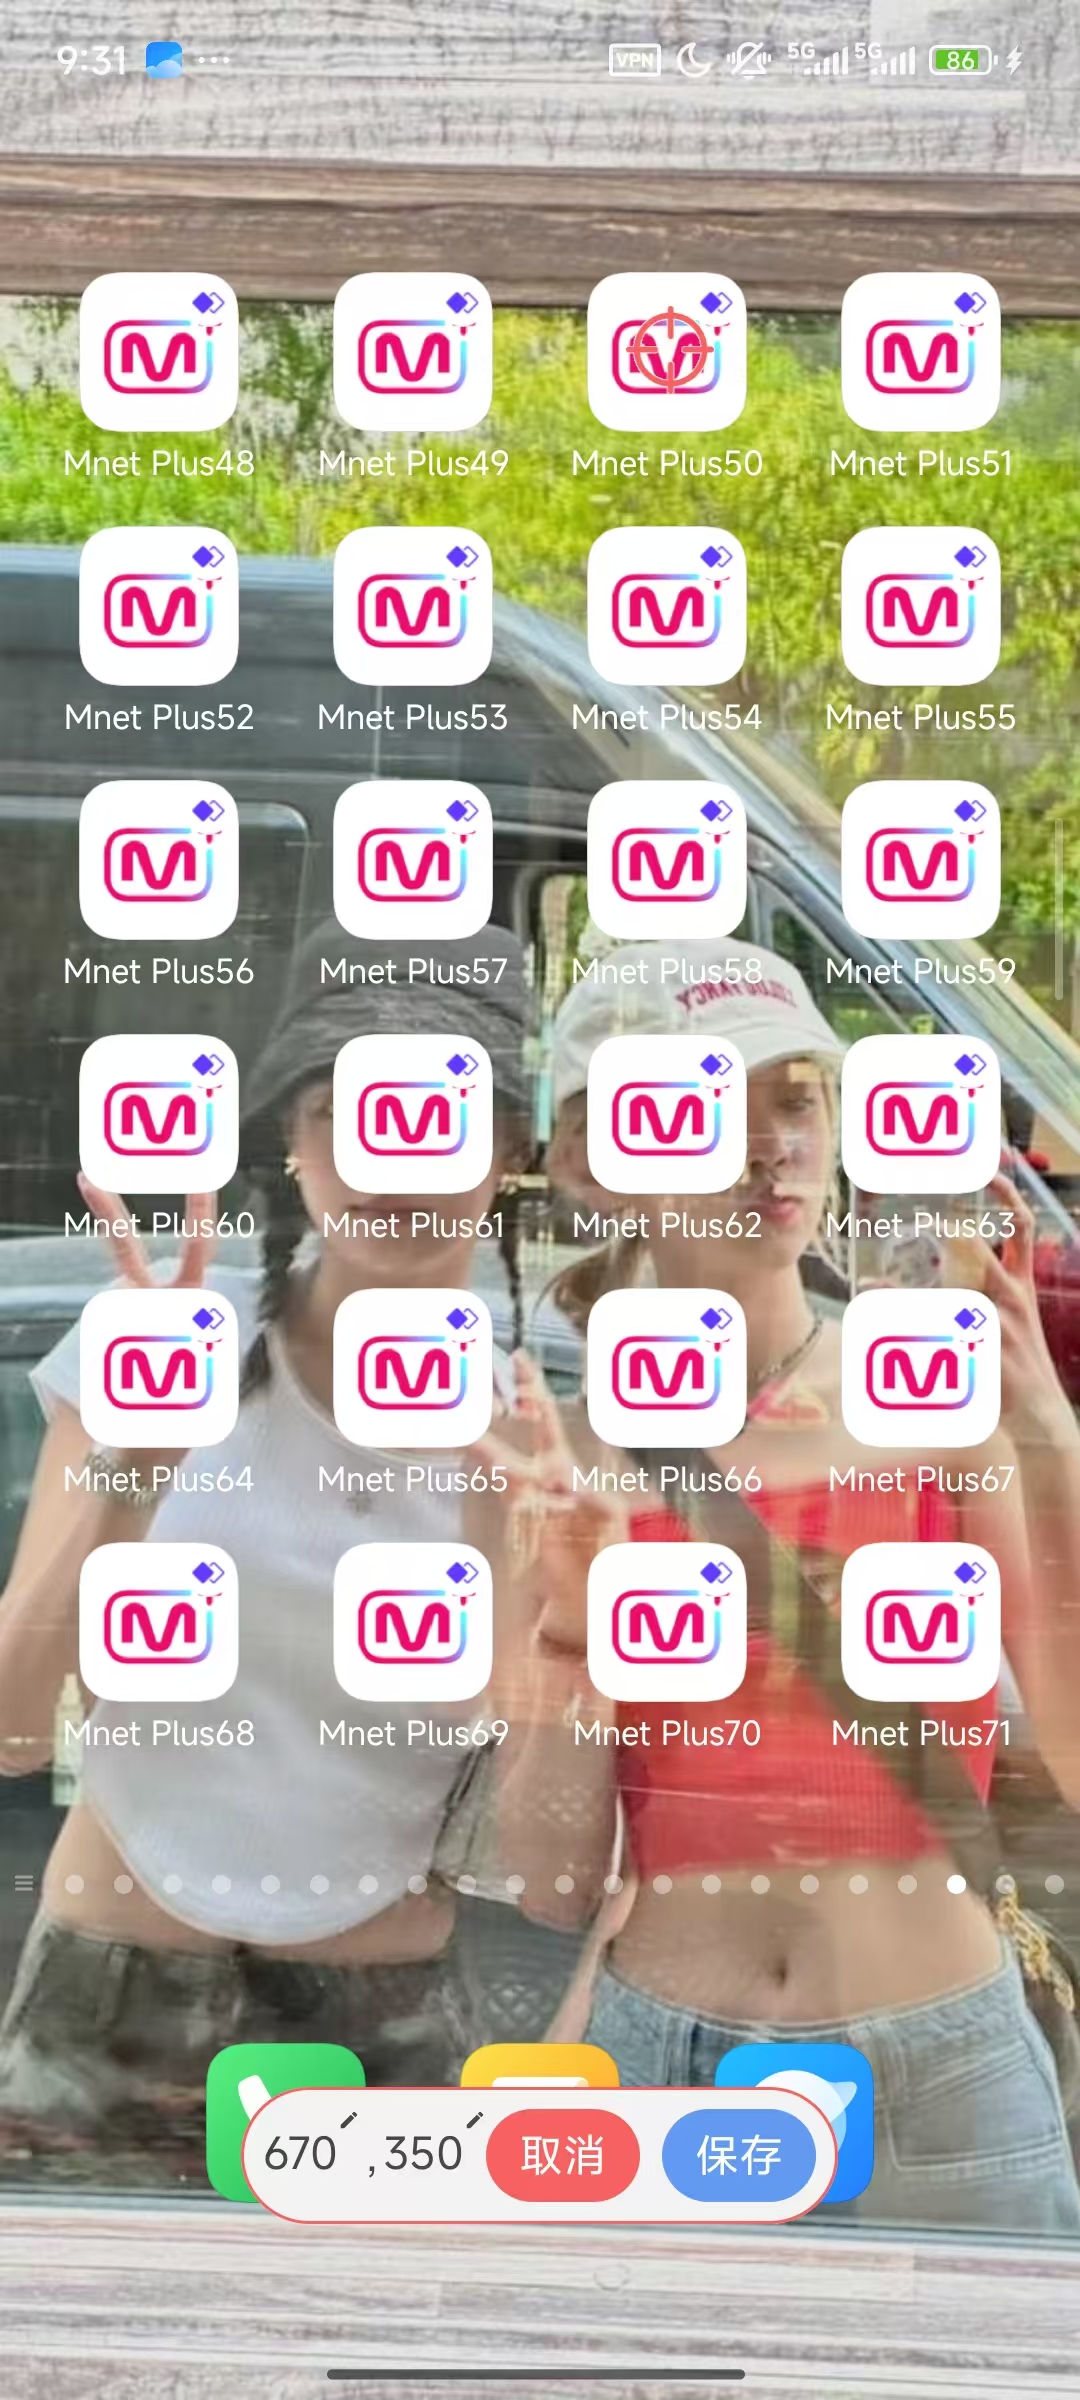 9:31 VPN 5G 5G 86
Mnet Plus48 Mnet Plus49 Mnet Plus50 Mnet Plus51
Mnet Plus52 Mnet Plus53 Mnet Plus54 Mnet Plus55
Mnet Plus56 Mnet Plus57 Mnet Plus58 Mnet Plus59
Mnet Plus60 Mnet Plus61 Mnet Plus62 Mnet Plus63
Mnet Plus64 Mnet Plus65 Mnet Plus66 Mnet Plus67
Mnet Plus68 Mnet Plus69 Mnet Plus70 Mnet Plus71
670 ,350 取消 保存